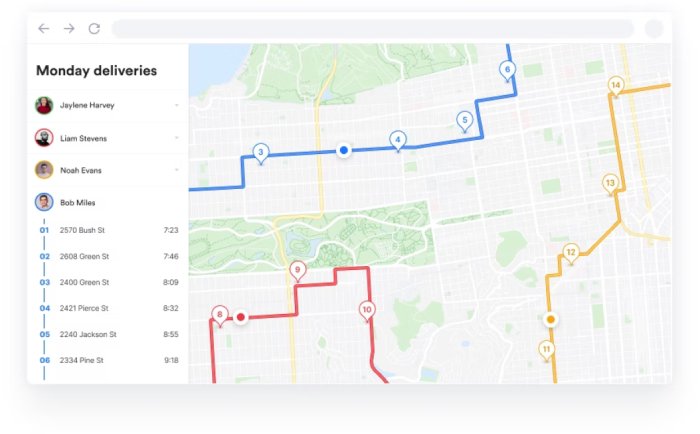 Monday deliveries
Jaylene Harvey
Liam Stevens
Noah Evans
Bob Miles
01 2570 Bush St 7:23
02 2608 Green St 7:46
03 2400 Green St 8:09
04 2421 Pierce St 8:32
05 2240 Jackson St 8:55
06 2334 Pine St 9:18
6
14
5
4
3
13
12
9
10
8
11